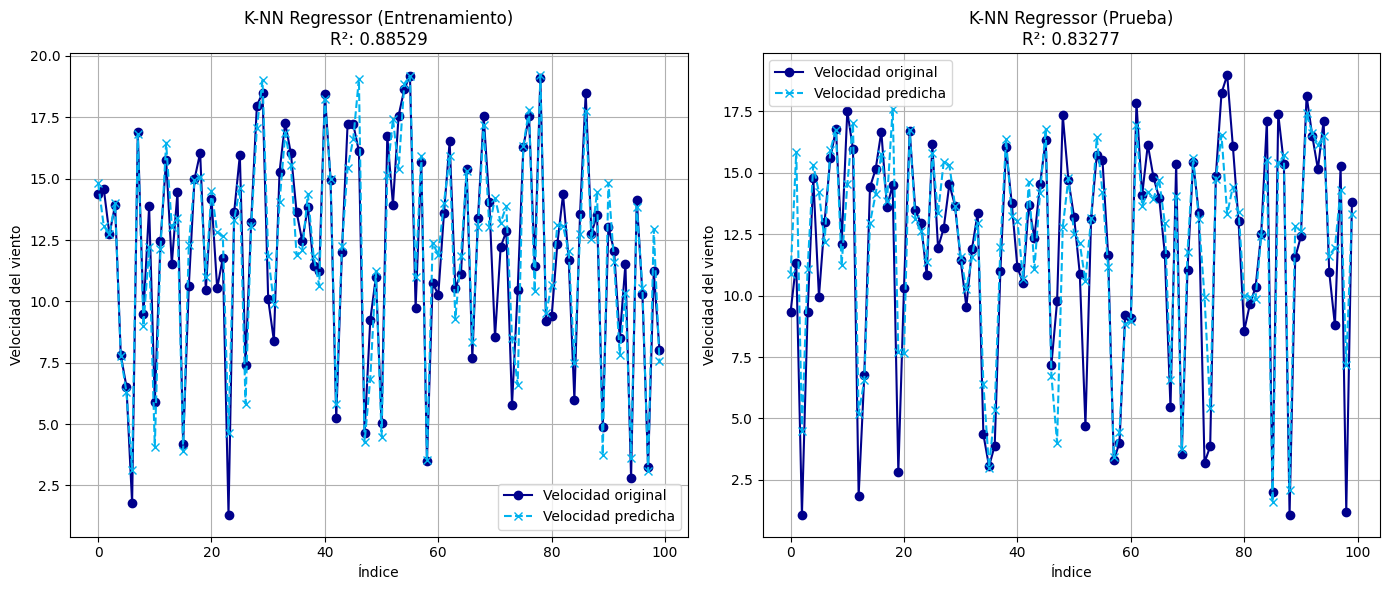 K-NN Regressor (Entrenamiento)
R²: 0.88529
20.0
17.5
15.0
12.5
10.0
7.5
5.0
2.5
Velocidad del viento
Velocidad original
Velocidad predicha
0
20
40
60
80
100
Índice
K-NN Regressor (Prueba)
R²: 0.83277
Velocidad original
Velocidad predicha
17.5
15.0
12.5
10.0
7.5
5.0
2.5
Velocidad del viento
0
20
40
60
80
100
Índice